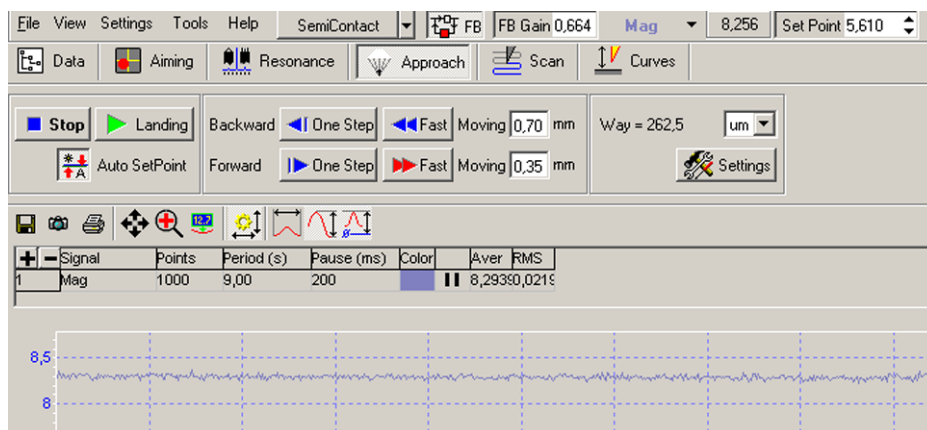 File View Settings Tools Help SemiContact FB FB Gain 0,664 Mag 8,256 Set Point 5,610
Data Aiming Resonance Approach Scan Curves
Stop Landing Backward One Step Fast Moving 0,70 mm Way = 262,5 um
Auto SetPoint Forward One Step Fast Moving 0,35 mm Settings
12.7
Signal Points Period (s) Pause (ms) Color Aver RMS
1 Mag 1000 9,00 200 8,2939 0,0219
8,5
8